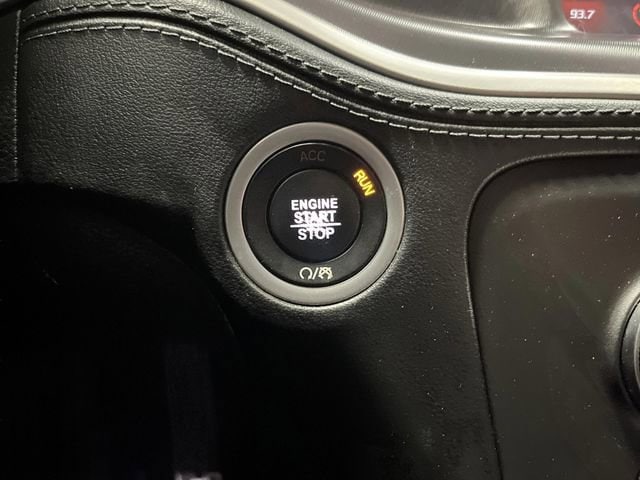 93.7
ACC
RUN
ENGINE
START
STOP